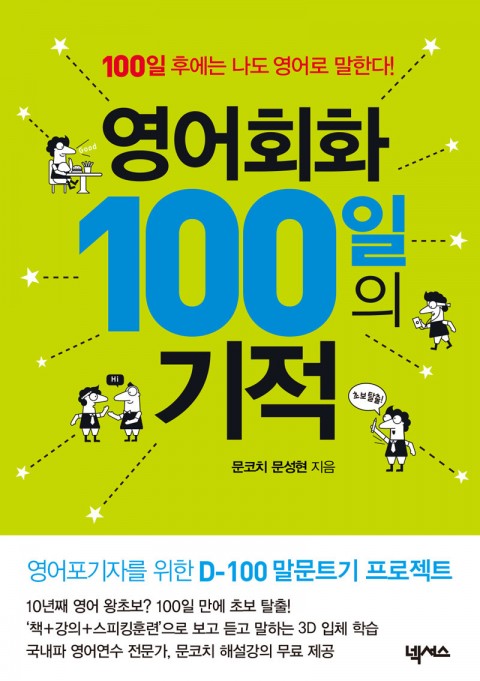 100일 후에는 나도 영어로 말한다!
영어회화
Good
100일의
기적
Hi
초보 탈출!
문코치 문성현 지음
영어포기자를 위한 D-100 말문트기 프로젝트
10년째 영어 왕초보? 100일 만에 초보 탈출!
'책+강의+스피킹훈련'으로 보고 듣고 말하는 3D 입체 학습
국내파 영어연수 전문가, 문코치 해설강의 무료 제공
넥서스